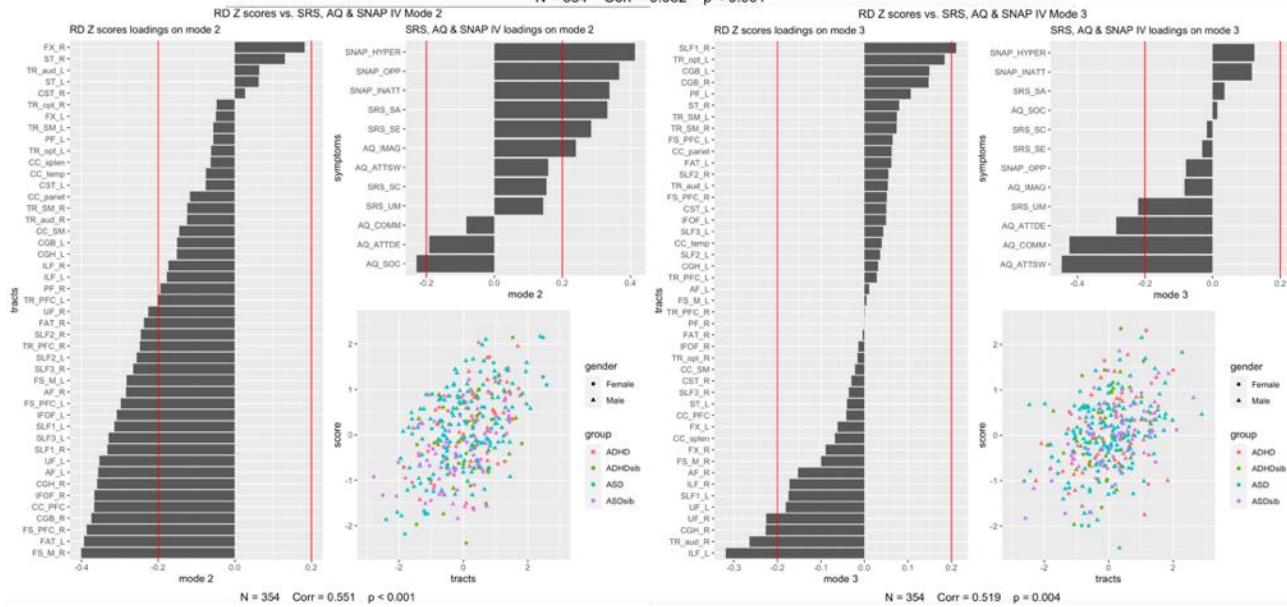 RD Z scores vs. SRS, AQ & SNAP IV Mode 2
RD Z scores loadings on mode 2
FX_R
ST_R
TR_aud_L
ST_L
CST_R
TR_opt_R
FX_L
TR_SM_L
PF_L
TR_opt_L
CC_splen
CC_temp
CST_L
CC_pariet
TR_SM_R
TR_aud_R
CC_SM
CGB_L
CGH_L
ILF_R
ILF_L
PF_R
TR_PFC_L
UF_R
FAT_R
SLF2_R
TR_PFC_R
SLF2_L
SLF3_R
FS_M_L
AF_R
FS_PFC_L
IFOF_L
SLF1_L
SLF3_L
SLF1_R
UF_L
AF_L
CGH_R
IFOF_R
CC_PFC
CGB_R
FS_PFC_R
FAT_L
FS_M_R
tracts
-0.4 -0.2 0.0 0.2
mode 2
SRS, AQ & SNAP IV loadings on mode 2
SNAP_HYPER
SNAP_OPP
SNAP_INATT
SRS_SA
SRS_SE
AQ_IMAG
AQ_ATTSW
SRS_SC
SRS_UM
AQ_COMM
AQ_ATTDE
AQ_SOC
symptoms
-0.2 0.0 0.2 0.4
mode 2
score
2
1
0
-1
-2
-2 0 2
tracts
gender
Female
Male
group
ADHD
ADHDsib
ASD
ASDsib
N = 354 Corr = 0.551 p < 0.001
RD Z scores vs. SRS, AQ & SNAP IV Mode 3
RD Z scores loadings on mode 3
SLF1_R
TR_opt_L
CGB_L
CGB_R
PF_L
ST_R
TR_SM_L
TR_SM_R
FS_PFC_L
CC_pariet
FAT_L
SLF2_R
TR_aud_L
FS_PFC_R
CST_L
IFOF_L
SLF3_L
CC_temp
SLF2_L
CGH_L
TR_PFC_L
AF_L
FS_M_L
TR_PFC_R
PF_R
FAT_R
IFOF_R
TR_opt_R
CC_SM
CST_R
SLF3_R
ST_L
CC_PFC
FX_L
CC_splen
FX_R
FS_M_R
AF_R
ILF_R
SLF1_L
UF_L
UF_R
CGH_R
TR_aud_R
ILF_L
tracts
-0.3 -0.2 -0.1 0.0 0.1 0.2
mode 3
SRS, AQ & SNAP IV loadings on mode 3
SNAP_HYPER
SNAP_INATT
SRS_SA
AQ_SOC
SRS_SC
SRS_SE
SNAP_OPP
AQ_IMAG
SRS_UM
AQ_ATTDE
AQ_COMM
AQ_ATTSW
symptoms
-0.4 -0.2 0.0 0.2
mode 3
score
2
1
0
-1
-2
-2 0 2
tracts
gender
Female
Male
group
ADHD
ADHDsib
ASD
ASDsib
N = 354 Corr = 0.519 p = 0.004